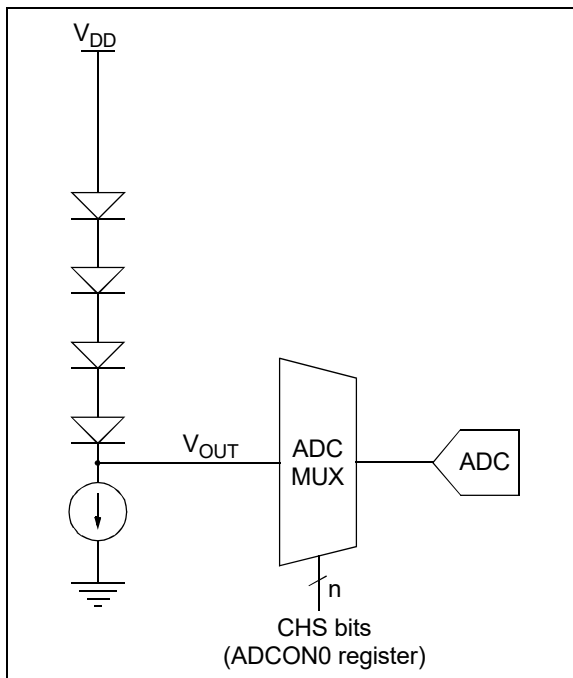 VDD
VOUT
ADC
MUX
ADC
n
CHS bits
(ADCON0 register)